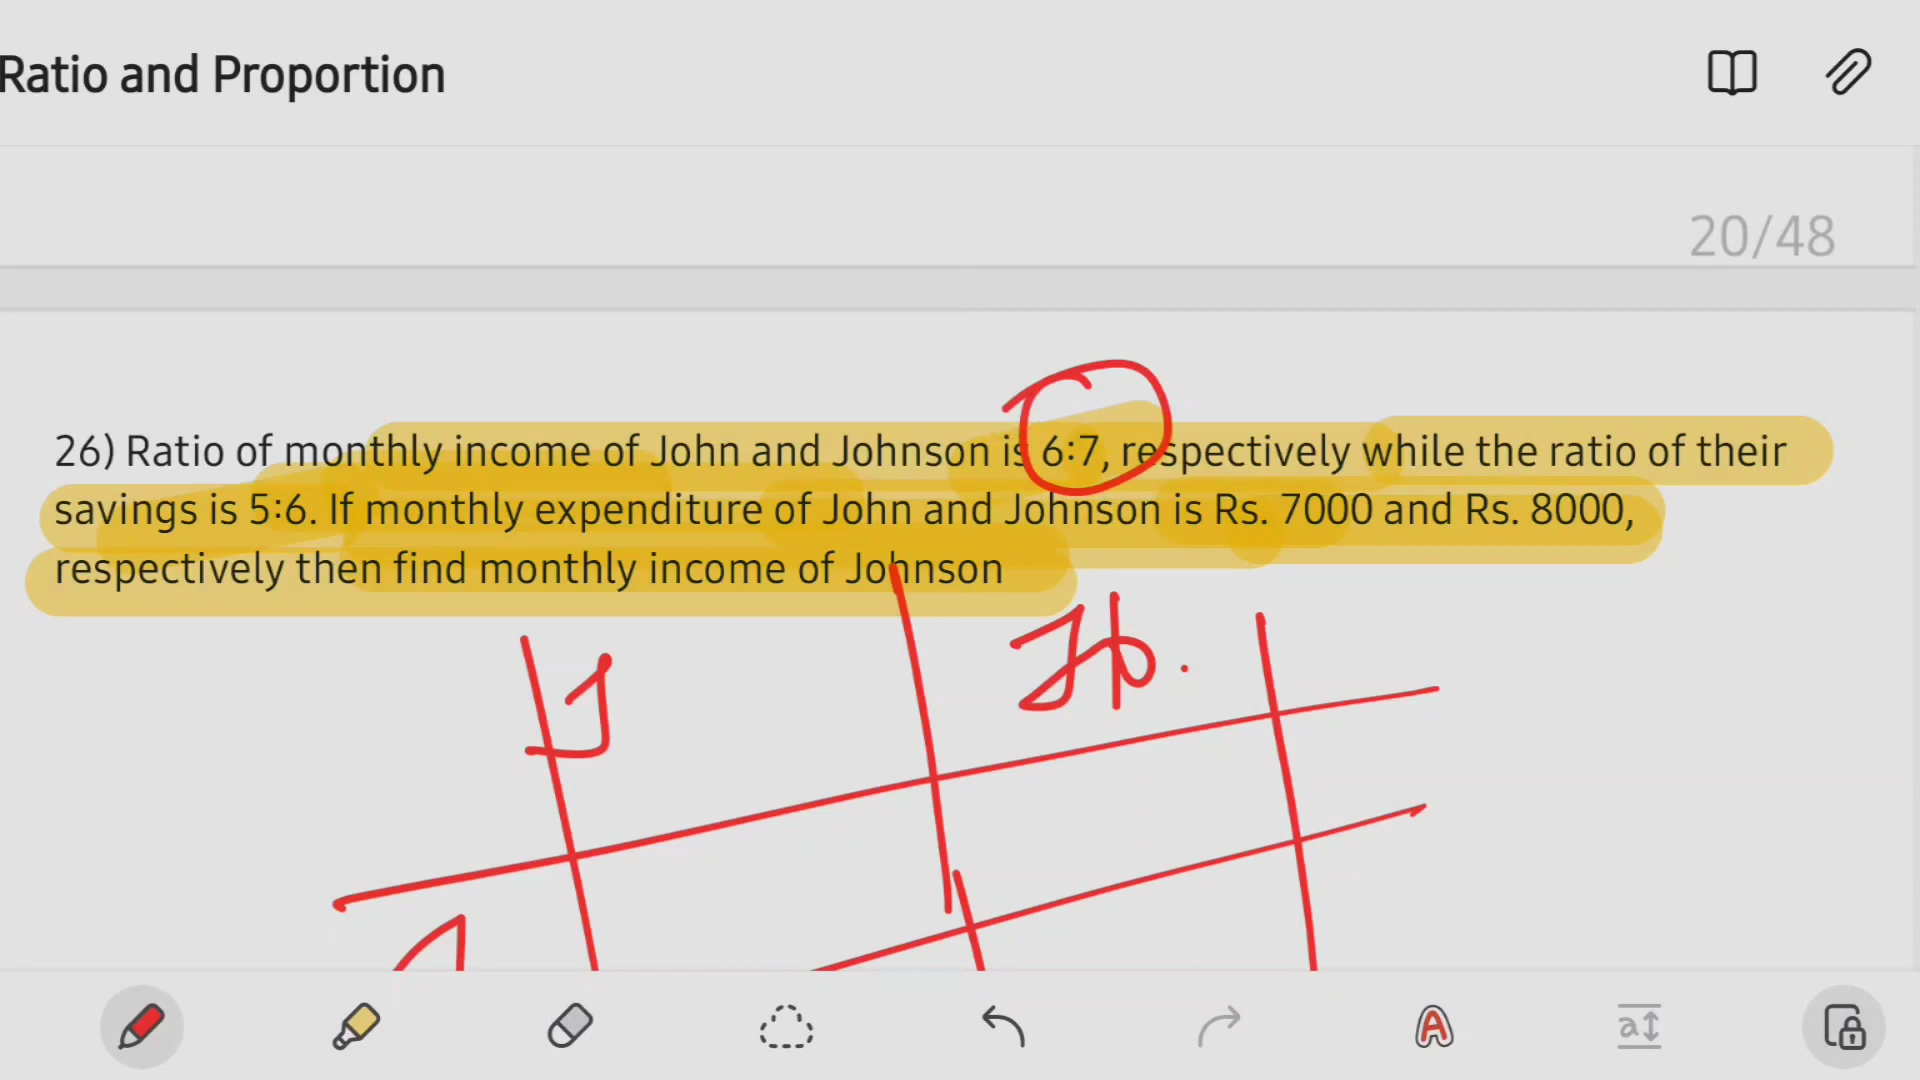 Ratio and Proportion
20/48
26) Ratio of monthly income of John and Johnson is 6:7, respectively while the ratio of their
savings is 5:6. If monthly expenditure of John and Johnson is Rs. 7000 and Rs. 8000,
respectively then find monthly income of Johnson
J
A
a